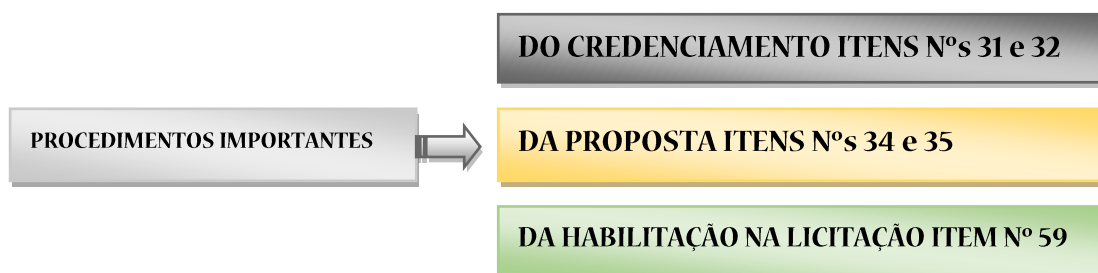 PROCEDIMENTOS IMPORTANTES
DO CREDENCIAMENTO ITENS Nºs 31 e 32
DA PROPOSTA ITENS Nºs 34 e 35
DA HABILITAÇÃO NA LICITAÇÃO ITEM Nº 59